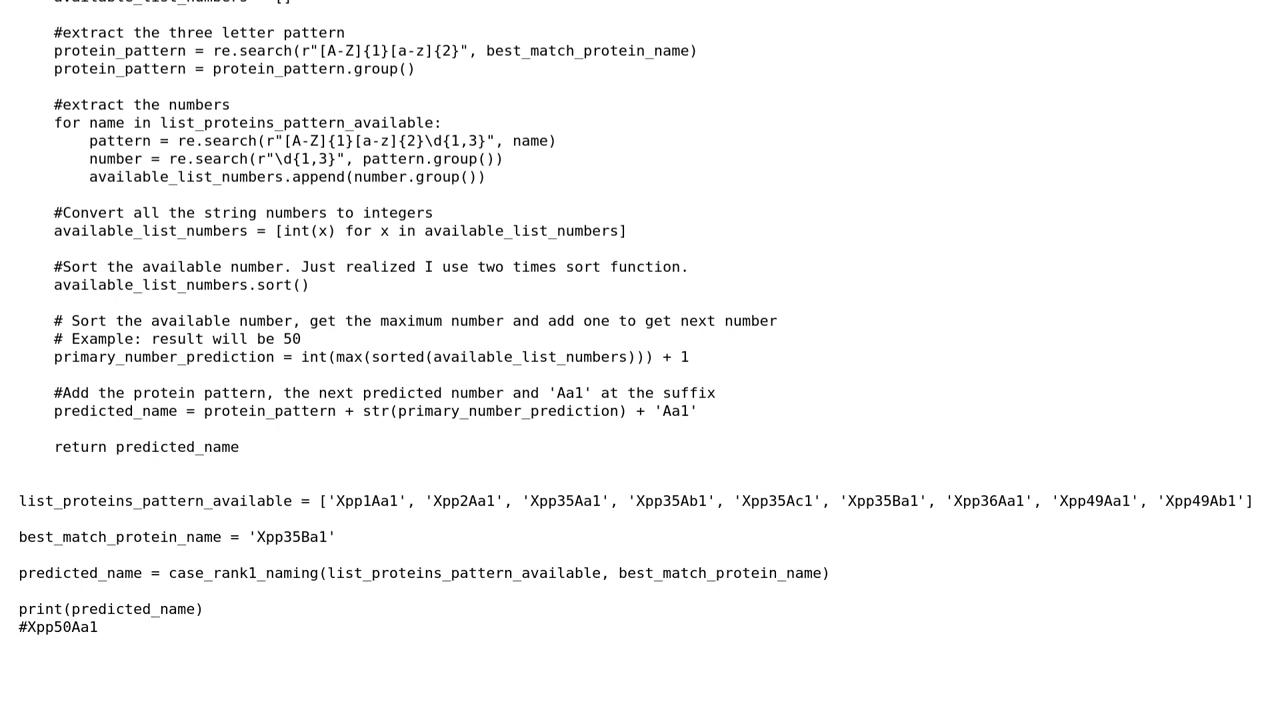 #extract the three letter pattern
    protein_pattern = re.search(r"[A-Z]{1}[a-z]{2}", best_match_protein_name)
    protein_pattern = protein_pattern.group()

    #extract the numbers
    for name in list_proteins_pattern_available:
        pattern = re.search(r"[A-Z]{1}[a-z]{2}\d{1,3}", name)
        number = re.search(r"\d{1,3}", pattern.group())
        available_list_numbers.append(number.group())

    #Convert all the string numbers to integers
    available_list_numbers = [int(x) for x in available_list_numbers]

    #Sort the available number. Just realized I use two times sort function.
    available_list_numbers.sort()

    # Sort the available number, get the maximum number and add one to get next number
    # Example: result will be 50
    primary_number_prediction = int(max(sorted(available_list_numbers))) + 1

    #Add the protein pattern, the next predicted number and 'Aa1' at the suffix
    predicted_name = protein_pattern + str(primary_number_prediction) + 'Aa1'

    return predicted_name


list_proteins_pattern_available = ['Xpp1Aa1', 'Xpp2Aa1', 'Xpp35Aa1', 'Xpp35Ab1', 'Xpp35Ac1', 'Xpp35Ba1', 'Xpp36Aa1', 'Xpp49Aa1', 'Xpp49Ab1']

best_match_protein_name = 'Xpp35Ba1'

predicted_name = case_rank1_naming(list_proteins_pattern_available, best_match_protein_name)

print(predicted_name)
#Xpp50Aa1